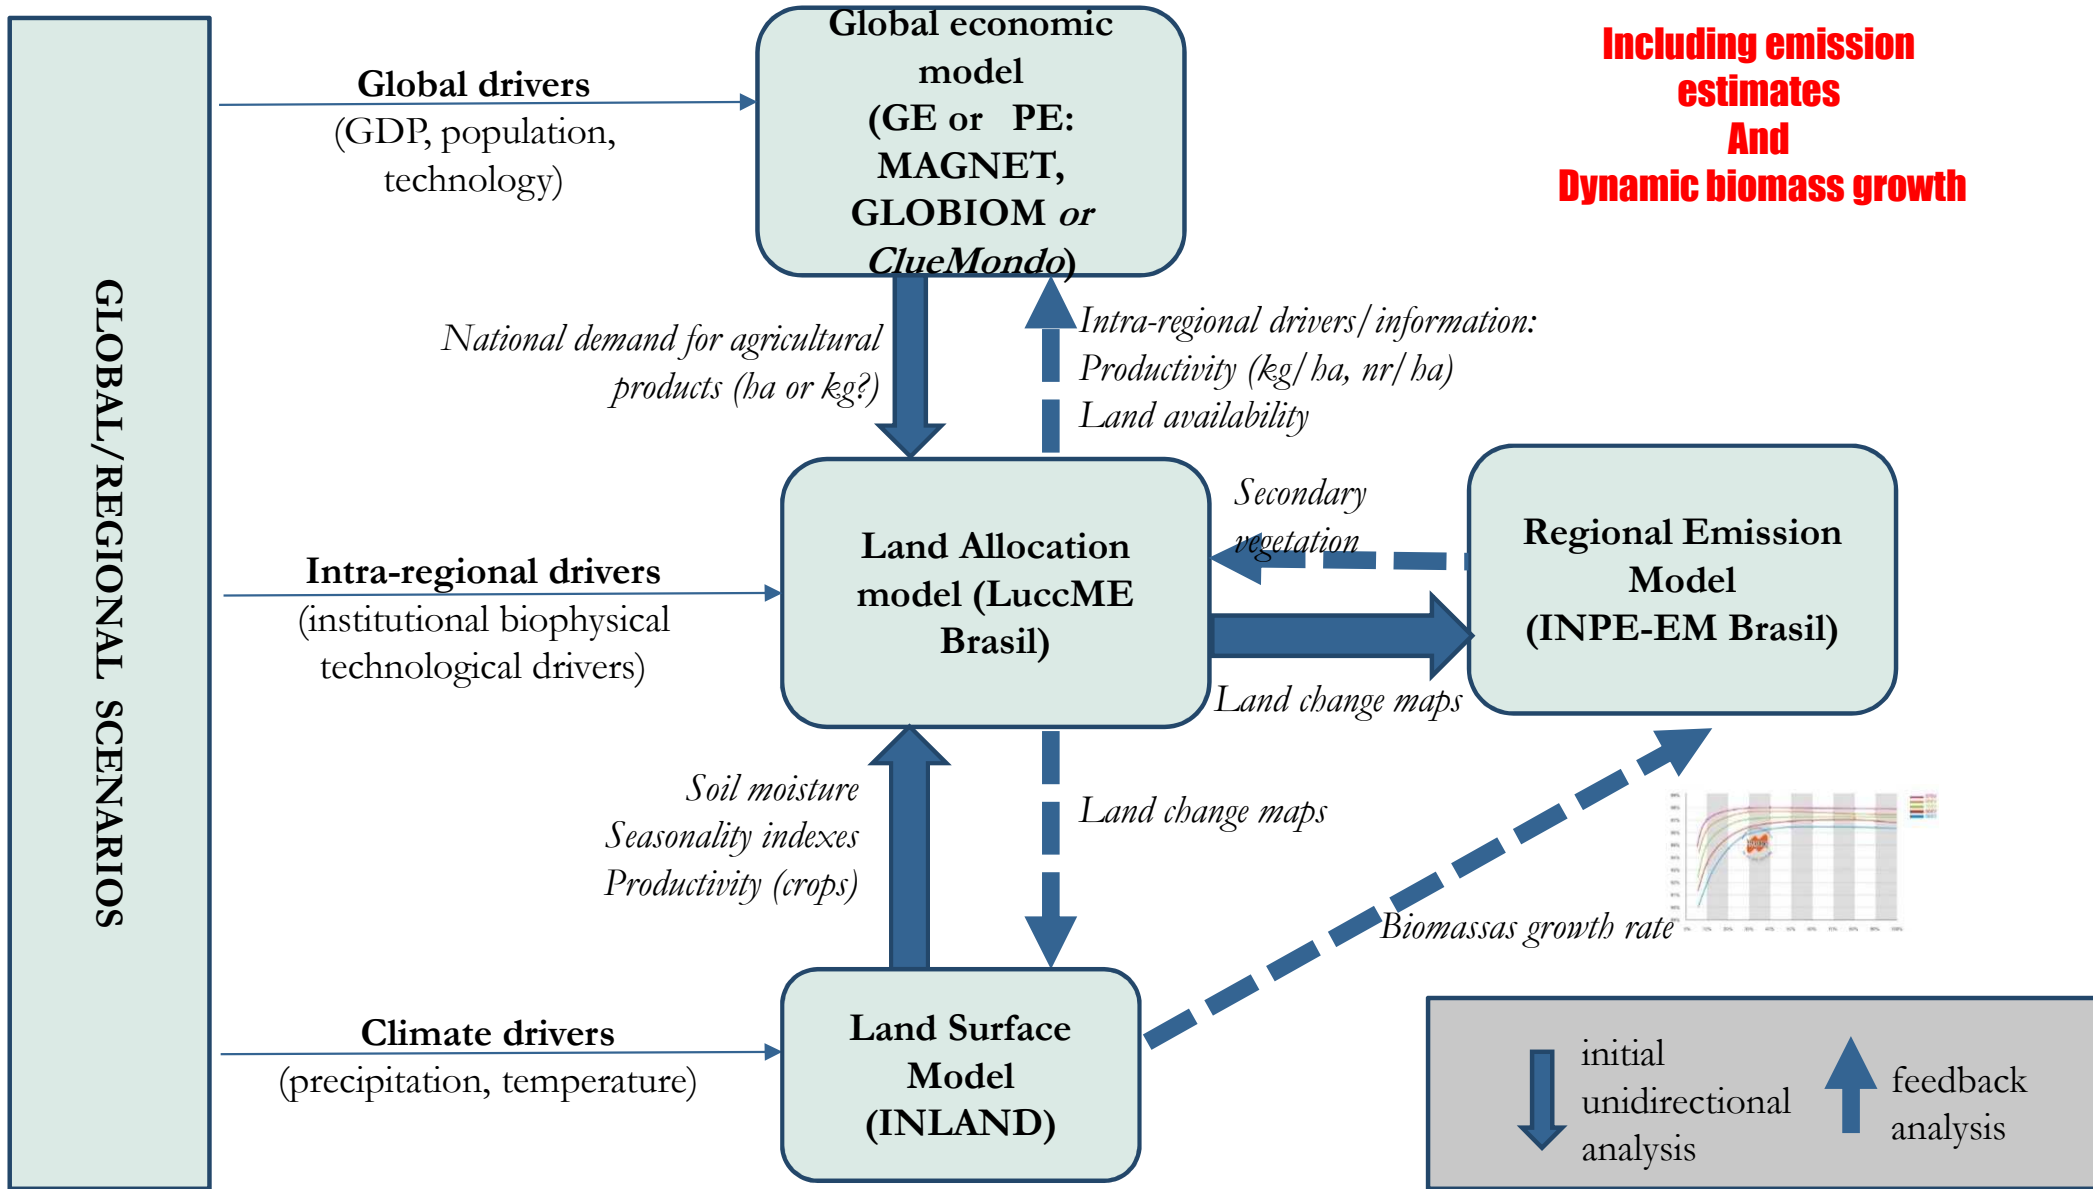 GLOBAL/REGIONAL SCENARIOS
Global drivers
(GDP, population,
technology)
Global economic
model
(GE or PE:
MAGNET,
GLOBIOM or
ClueMondo)
Including emission
estimates
And
Dynamic biomass growth
National demand for agricultural
products (ha or kg?)
Intra-regional drivers/information:
Productivity (kg/ha, nr/ha)
Land availability
Intra-regional drivers
(institutional biophysical
technological drivers)
Land Allocation
model (LuccME
Brasil)
Secondary
vegetation
Land change maps
Regional Emission
Model
(INPE-EM Brasil)
Soil moisture
Seasonality indexes
Productivity (crops)
Land change maps
Biomassas growth rate
Climate drivers
(precipitation, temperature)
Land Surface
Model
(INLAND)
initial
unidirectional
analysis
feedback
analysis